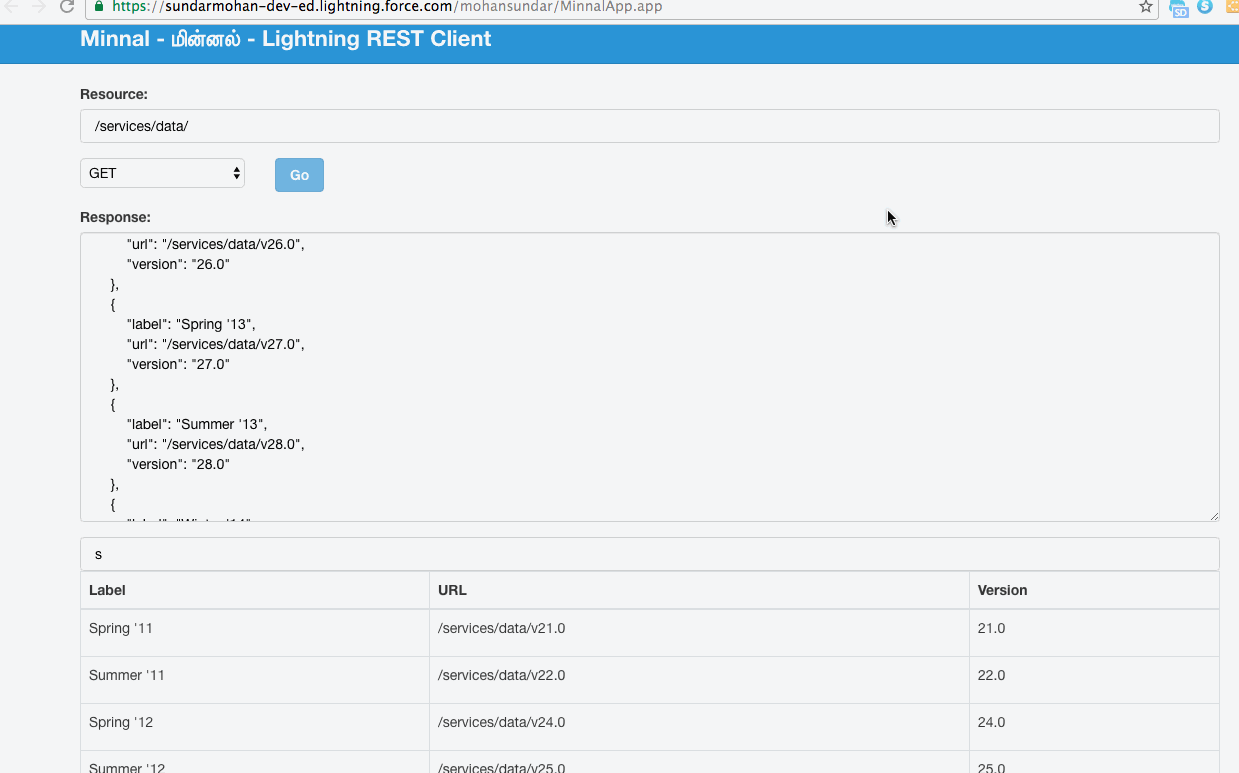 https://sundarmohan-dev-ed.lightning.force.com/mohansundar/MinnalApp.app
SD
Minnal - மின்னல் - Lightning REST Client
Resource:
/services/data/
GET
Go
Response:
"url": "/services/data/v26.0",
"version": "26.0"
},
{
"label": "Spring '13",
"url": "/services/data/v27.0",
"version": "27.0"
},
{
"label": "Summer '13",
"url": "/services/data/v28.0",
"version": "28.0"
},
{
"label": "Winter '14",
s
Label URL Version
Spring '11 /services/data/v21.0 21.0
Summer '11 /services/data/v22.0 22.0
Spring '12 /services/data/v24.0 24.0
Summer '12 /services/data/v25.0 25.0